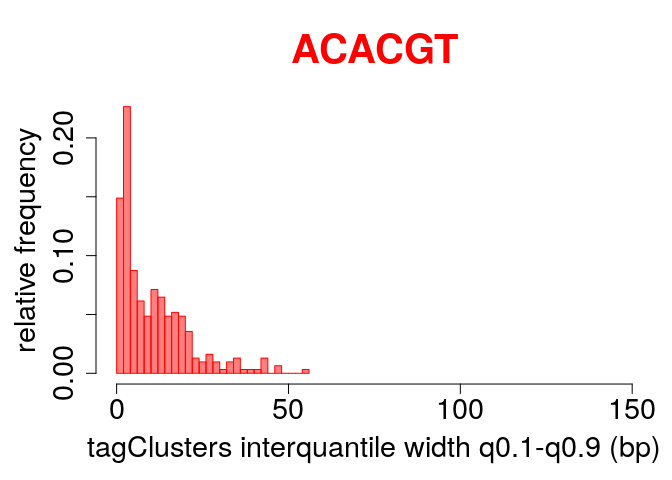 ACACGT
relative frequency
0.20
0.10
0.00
0 50 100 150
tagClusters interquantile width q0.1-q0.9 (bp)